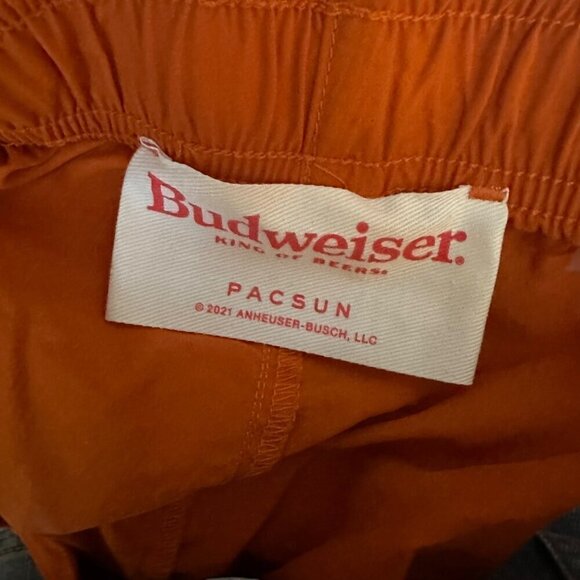 Budweiser®
KING OF BEERS®
PACSUN
© 2021 ANHEUSER-BUSCH, LLC